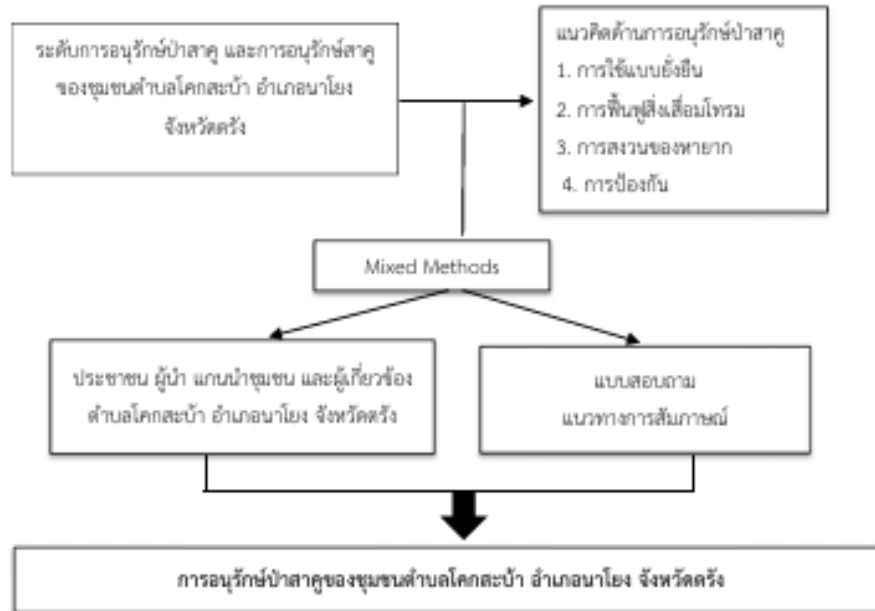 ระดับการอนุรักษ์ป่าสาคู และการอนุรักษ์สาคู
ของชุมชนตำบลโคกสะบ้า อำเภอนาโยง
จังหวัดตรัง
แนวคิดด้านการอนุรักษ์ป่าสาคู
1. การใช้แบบยั่งยืน
2. การฟื้นฟูสิ่งเสื่อมโทรม
3. การสงวนของหายาก
4. การป้องกัน
Mixed Methods
ประชาชน ผู้นำ แกนนำชุมชน และผู้เกี่ยวข้อง
ตำบลโคกสะบ้า อำเภอนาโยง จังหวัดตรัง
แบบสอบถาม
แนวทางการสัมภาษณ์
การอนุรักษ์ป่าสาคูของชุมชนตำบลโคกสะบ้า อำเภอนาโยง จังหวัดตรัง